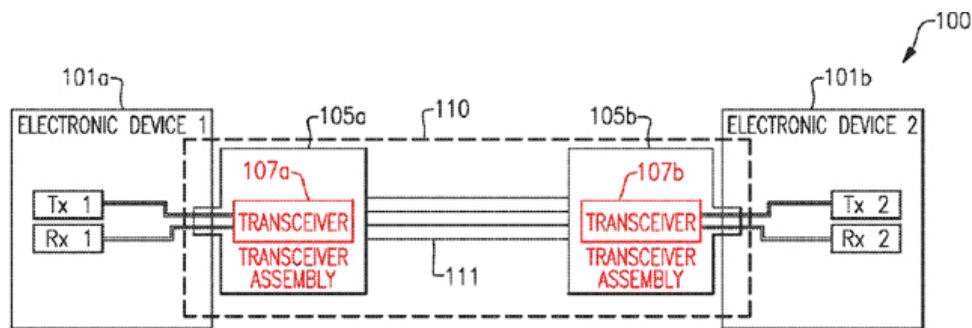 100
101a
101b
ELECTRONIC DEVICE 1
105a
110
105b
ELECTRONIC DEVICE 2
107a
107b
Tx 1
TRANSCEIVER
TRANSCEIVER
Tx 2
Rx 1
Rx 2
TRANSCEIVER
ASSEMBLY
111
TRANSCEIVER
ASSEMBLY